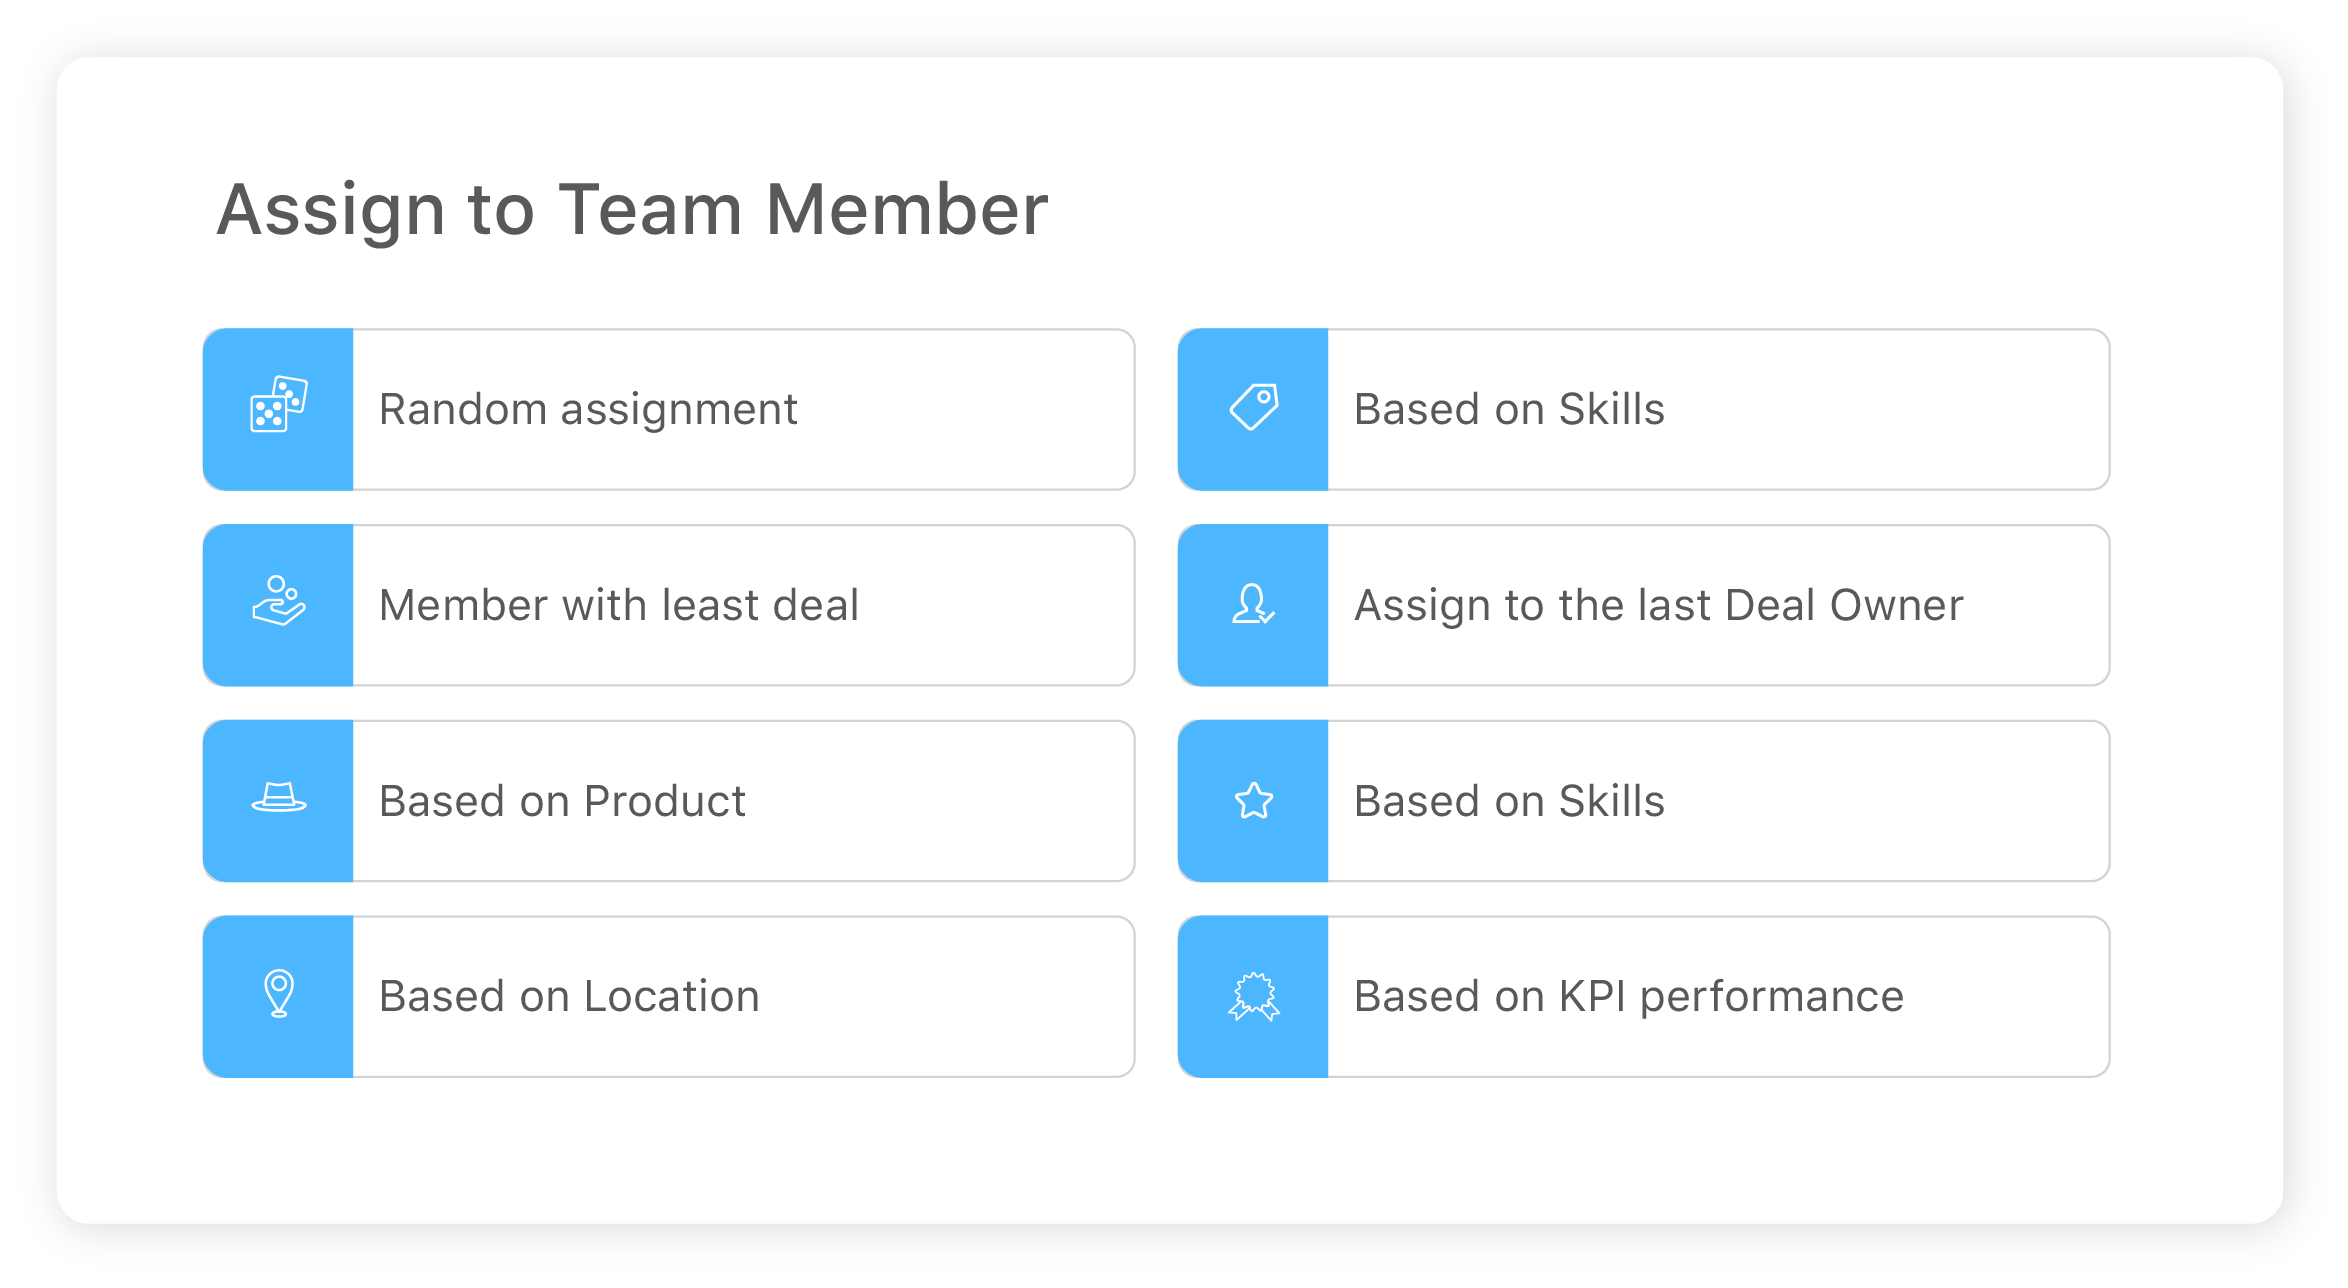 Assign to Team Member
Random assignment
Based on Skills
Member with least deal
Assign to the last Deal Owner
Based on Product
Based on Skills
Based on Location
Based on KPI performance